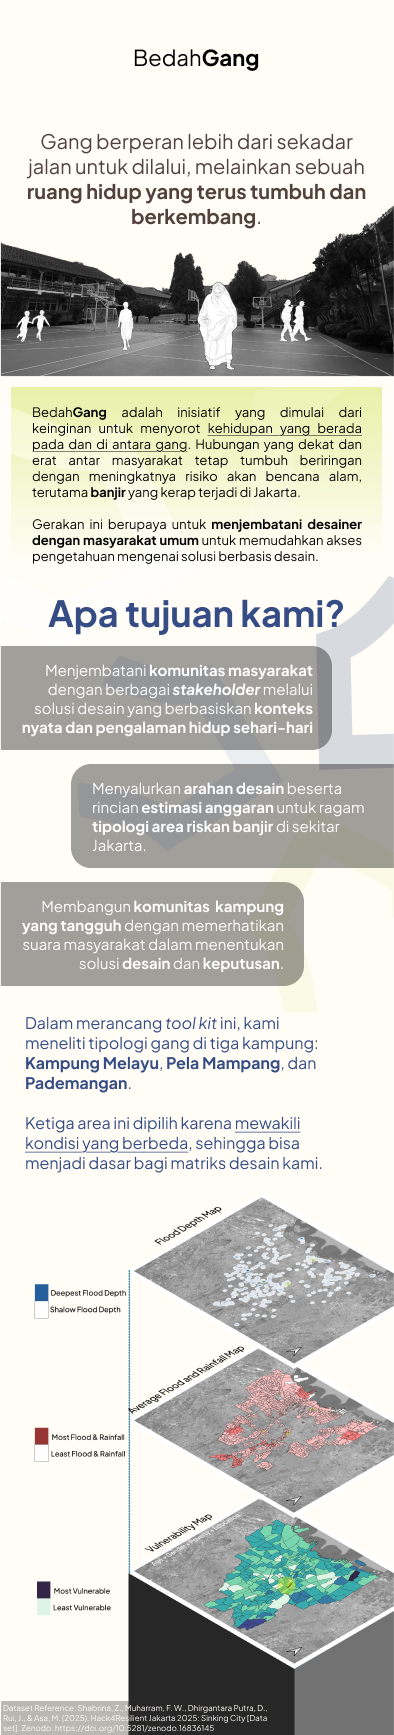 BedahGang
Gang berperan lebih dari sekadar
jalan untuk dilalui, melainkan sebuah
ruang hidup yang terus tumbuh dan
berkembang.
BedahGang adalah inisiatif yang dimulai dari
keinginan untuk menyorot kehidupan yang berada
pada dan di antara gang. Hubungan yang dekat dan
erat antar masyarakat tetap tumbuh beriringan
dengan meningkatnya risiko akan bencana alam,
terutama banjir yang kerap terjadi di Jakarta.
Gerakan ini berupaya untuk menjembatani desainer
dengan masyarakat umum untuk memudahkan akses
pengetahuan mengenai solusi berbasis desain.
Apa tujuan kami?
Menjembatani komunitas masyarakat
dengan berbagai stakeholder melalui
solusi desain yang berbasiskan konteks
nyata dan pengalaman hidup sehari-hari
Menyalurkan arahan desain beserta
rincian estimasi anggaran untuk ragam
tipologi area riskan banjir di sekitar
Jakarta.
Membangun komunitas kampung
yang tangguh dengan memerhatikan
suara masyarakat dalam menentukan
solusi desain dan keputusan.
Dalam merancang tool kit ini, kami
meneliti tipologi gang di tiga kampung:
Kampung Melayu, Pela Mampang, dan
Pademangan.
Ketiga area ini dipilih karena mewakili
kondisi yang berbeda, sehingga bisa
menjadi dasar bagi matriks desain kami.
Flood Depth Map
Deepest Flood Depth
Shalow Flood Depth
Average Flood and Rainfall Map
Most Flood & Rainfall
Least Flood & Rainfall
Vulnerability Map
Most Vulnerable
Least Vulnerable
Dataset Reference: Shabrina, Z., Muharram, F. W., Dhirgantara Putra, D.,
Rui, J., & Asa, M. (2025). Hack4Resilient Jakarta 2025: Sinking City [Data
set]. Zenodo. https://doi.org/10.5281/zenodo.16836145